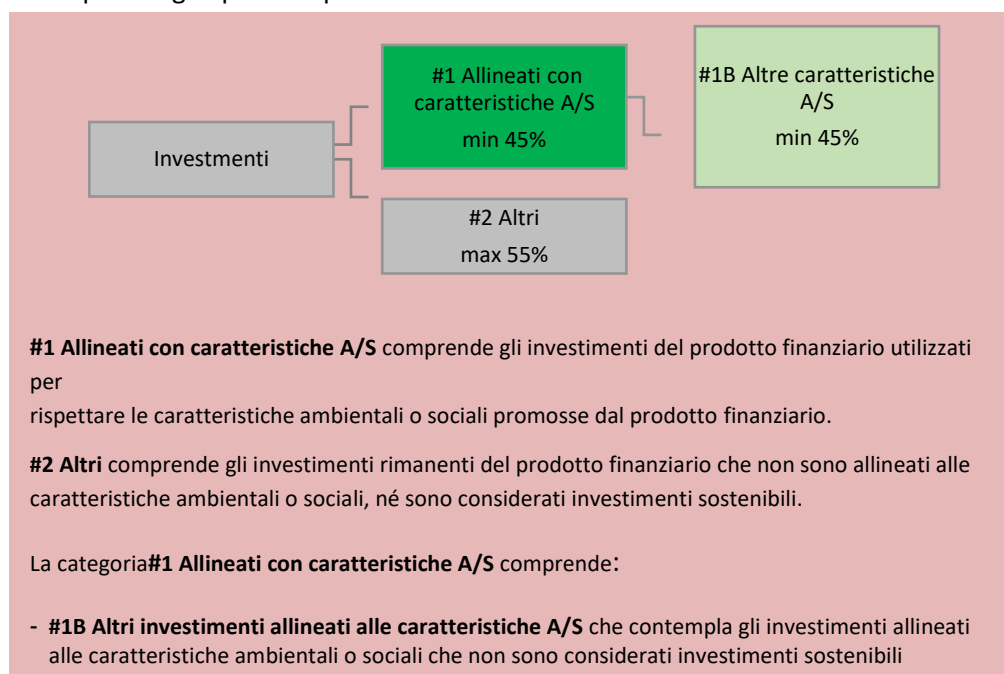 #1 Allineati con
caratteristiche A/S
min 45%
#1B Altre caratteristiche
A/S
min 45%
Investmenti
#2 Altri
max 55%
#1 Allineati con caratteristiche A/S comprende gli investimenti del prodotto finanziario utilizzati
per
rispettare le caratteristiche ambientali o sociali promosse dal prodotto finanziario.
#2 Altri comprende gli investimenti rimanenti del prodotto finanziario che non sono allineati alle
caratteristiche ambientali o sociali, né sono considerati investimenti sostenibili.
La categoria#1 Allineati con caratteristiche A/S comprende:
- #1B Altri investimenti allineati alle caratteristiche A/S che contempla gli investimenti allineati
alle caratteristiche ambientali o sociali che non sono considerati investimenti sostenibili